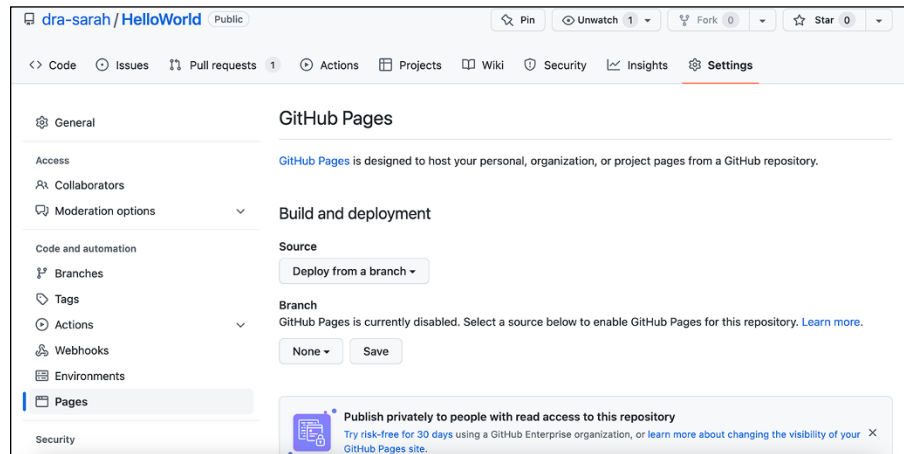 dra-sarah / HelloWorld Public
Pin
Unwatch 1
Fork 0
Star 0
Code
Issues
Pull requests 1
Actions
Projects
Wiki
Security
Insights
Settings
General
Access
Collaborators
Moderation options
Code and automation
Branches
Tags
Actions
Webhooks
Environments
Pages
Security
GitHub Pages
GitHub Pages is designed to host your personal, organization, or project pages from a GitHub repository.
Build and deployment
Source
Deploy from a branch
Branch
GitHub Pages is currently disabled. Select a source below to enable GitHub Pages for this repository. Learn more.
None
Save
Publish privately to people with read access to this repository
Try risk-free for 30 days using a GitHub Enterprise organization, or learn more about changing the visibility of your
GitHub Pages site.